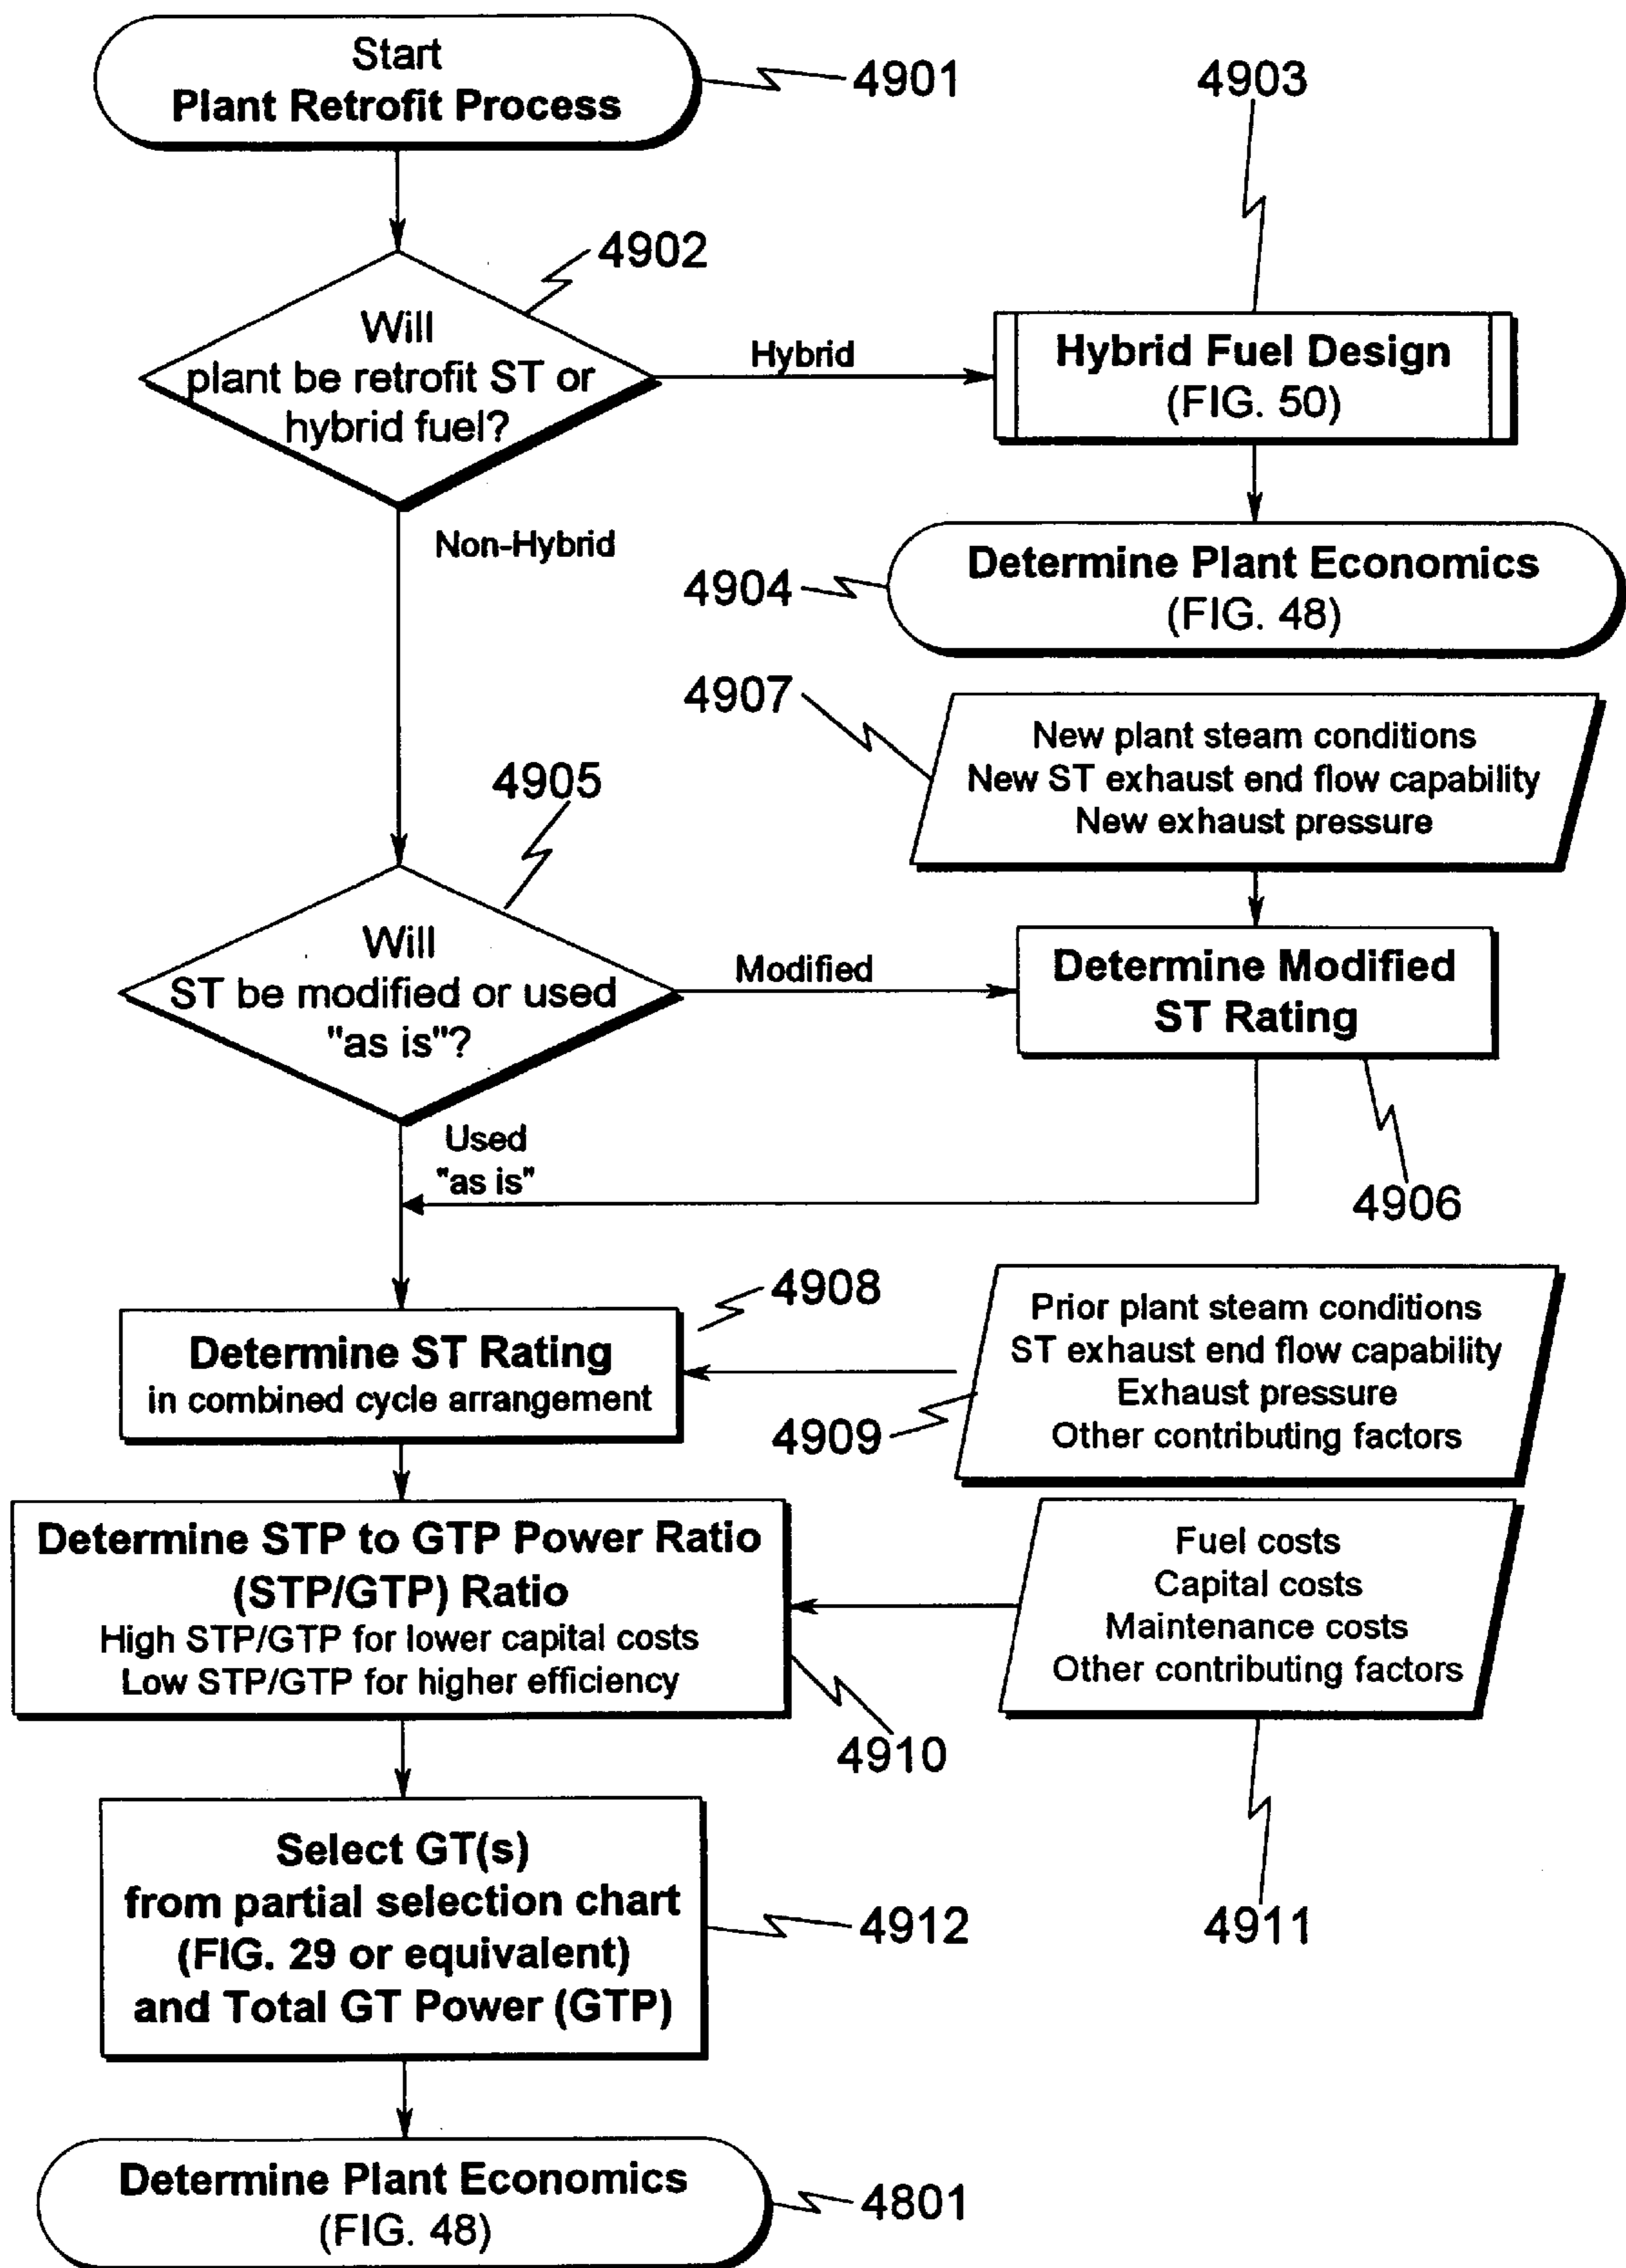 Start
Plant Retrofit Process
4901
4903
4902
Will
plant be retrofit ST or
hybrid fuel?
Hybrid
Hybrid Fuel Design
(FIG. 50)
Non-Hybrid
4904
Determine Plant Economics
(FIG. 48)
4907
New plant steam conditions
New ST exhaust end flow capability
New exhaust pressure
4905
Will
ST be modified or used
"as is"?
Modified
Determine Modified
ST Rating
Used
"as is"
4906
4908
Determine ST Rating
in combined cycle arrangement
Prior plant steam conditions
ST exhaust end flow capability
Exhaust pressure
Other contributing factors
4909
Determine STP to GTP Power Ratio
(STP/GTP) Ratio
High STP/GTP for lower capital costs
Low STP/GTP for higher efficiency
Fuel costs
Capital costs
Maintenance costs
Other contributing factors
4910
Select GT(s)
from partial selection chart
(FIG. 29 or equivalent)
and Total GT Power (GTP)
4912
4911
Determine Plant Economics
(FIG. 48)
4801